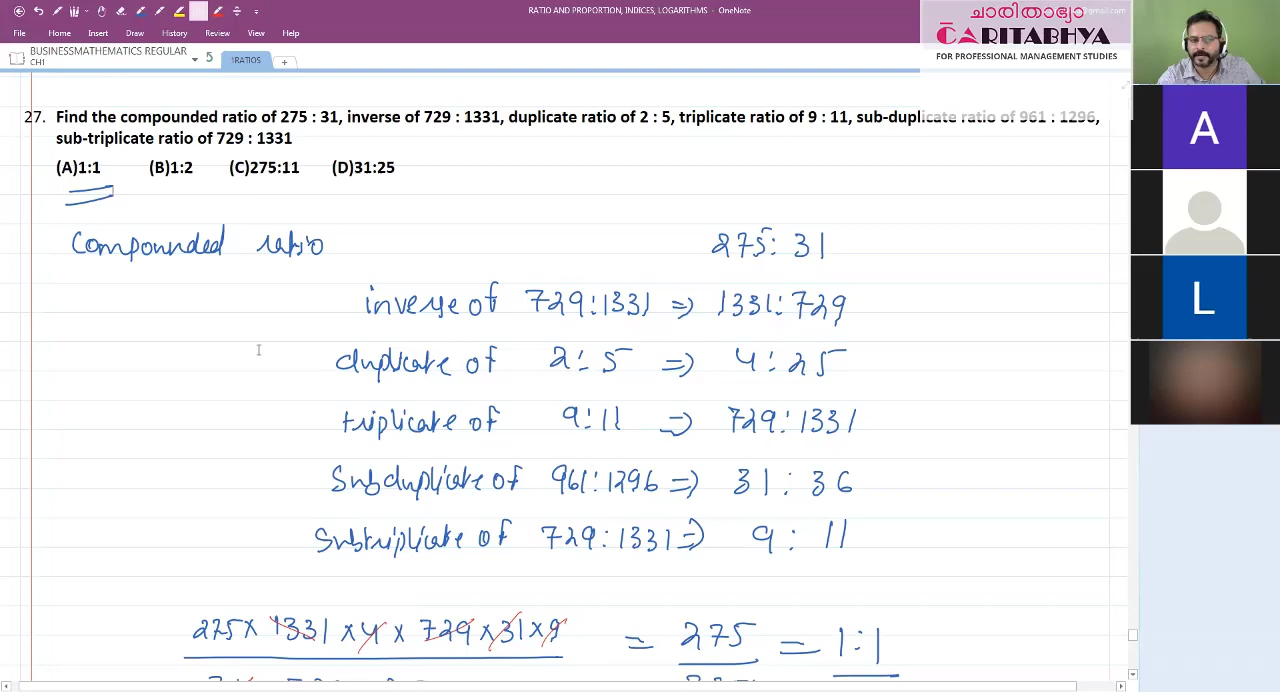 RATIO AND PROPORTION, INDICES, LOGARITHMS - OneNote
File Home Insert Draw History Review View Help
ചാരിതാഭ്യാ
CARITABHYA
FOR PROFESSIONAL MANAGEMENT STUDIES
BUSINESSMATHEMATICS REGULAR
CH1
5
1RATIOS
27. Find the compounded ratio of 275 : 31, inverse of 729 : 1331, duplicate ratio of 2 : 5, triplicate ratio of 9 : 11, sub-duplicate ratio of 961 : 1296,
sub-triplicate ratio of 729 : 1331
(A)1:1 (B)1:2 (C)275:11 (D)31:25
Compounded ratio 275:31
inverse of 729:1331 ⇒ 1331:729
duplicate of 2:5 ⇒ 4:25
triplicate of 9:11 ⇒ 729:1331
Subduplicate of 961:1296 ⇒ 31:36
Subtriplicate of 729:1331 ⇒ 9:11
275 × 1331 × 4 × 729 × 31 × 9 = 275 = 1:1
A
L